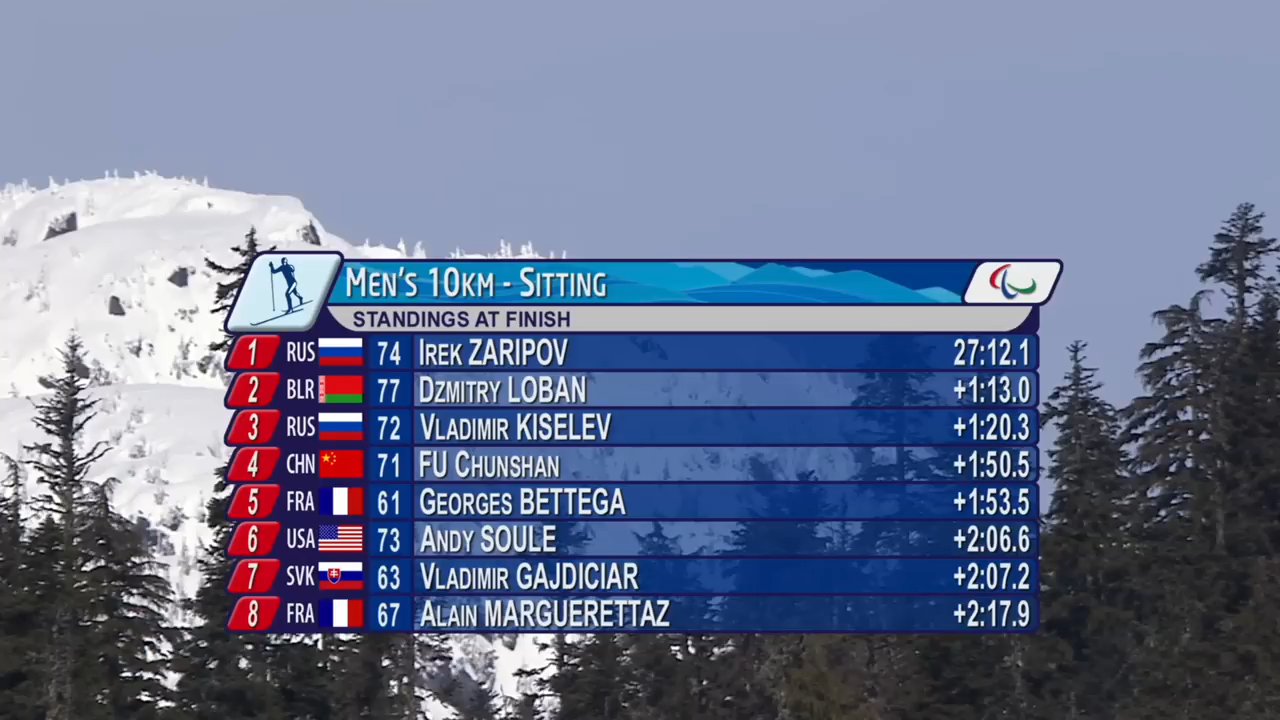 MEN'S 10KM - SITTING
STANDINGS AT FINISH
1 RUS 74 IREK ZARIPOV 27:12.1
2 BLR 77 DZMITRY LOBAN +1:13.0
3 RUS 72 VLADIMIR KISELEV +1:20.3
4 CHN 71 FU CHUNSHAN +1:50.5
5 FRA 61 GEORGES BETTEGA +1:53.5
6 USA 73 ANDY SOULE +2:06.6
7 SVK 63 VLADIMIR GAJDICIAR +2:07.2
8 FRA 67 ALAIN MARGUERETTAZ +2:17.9